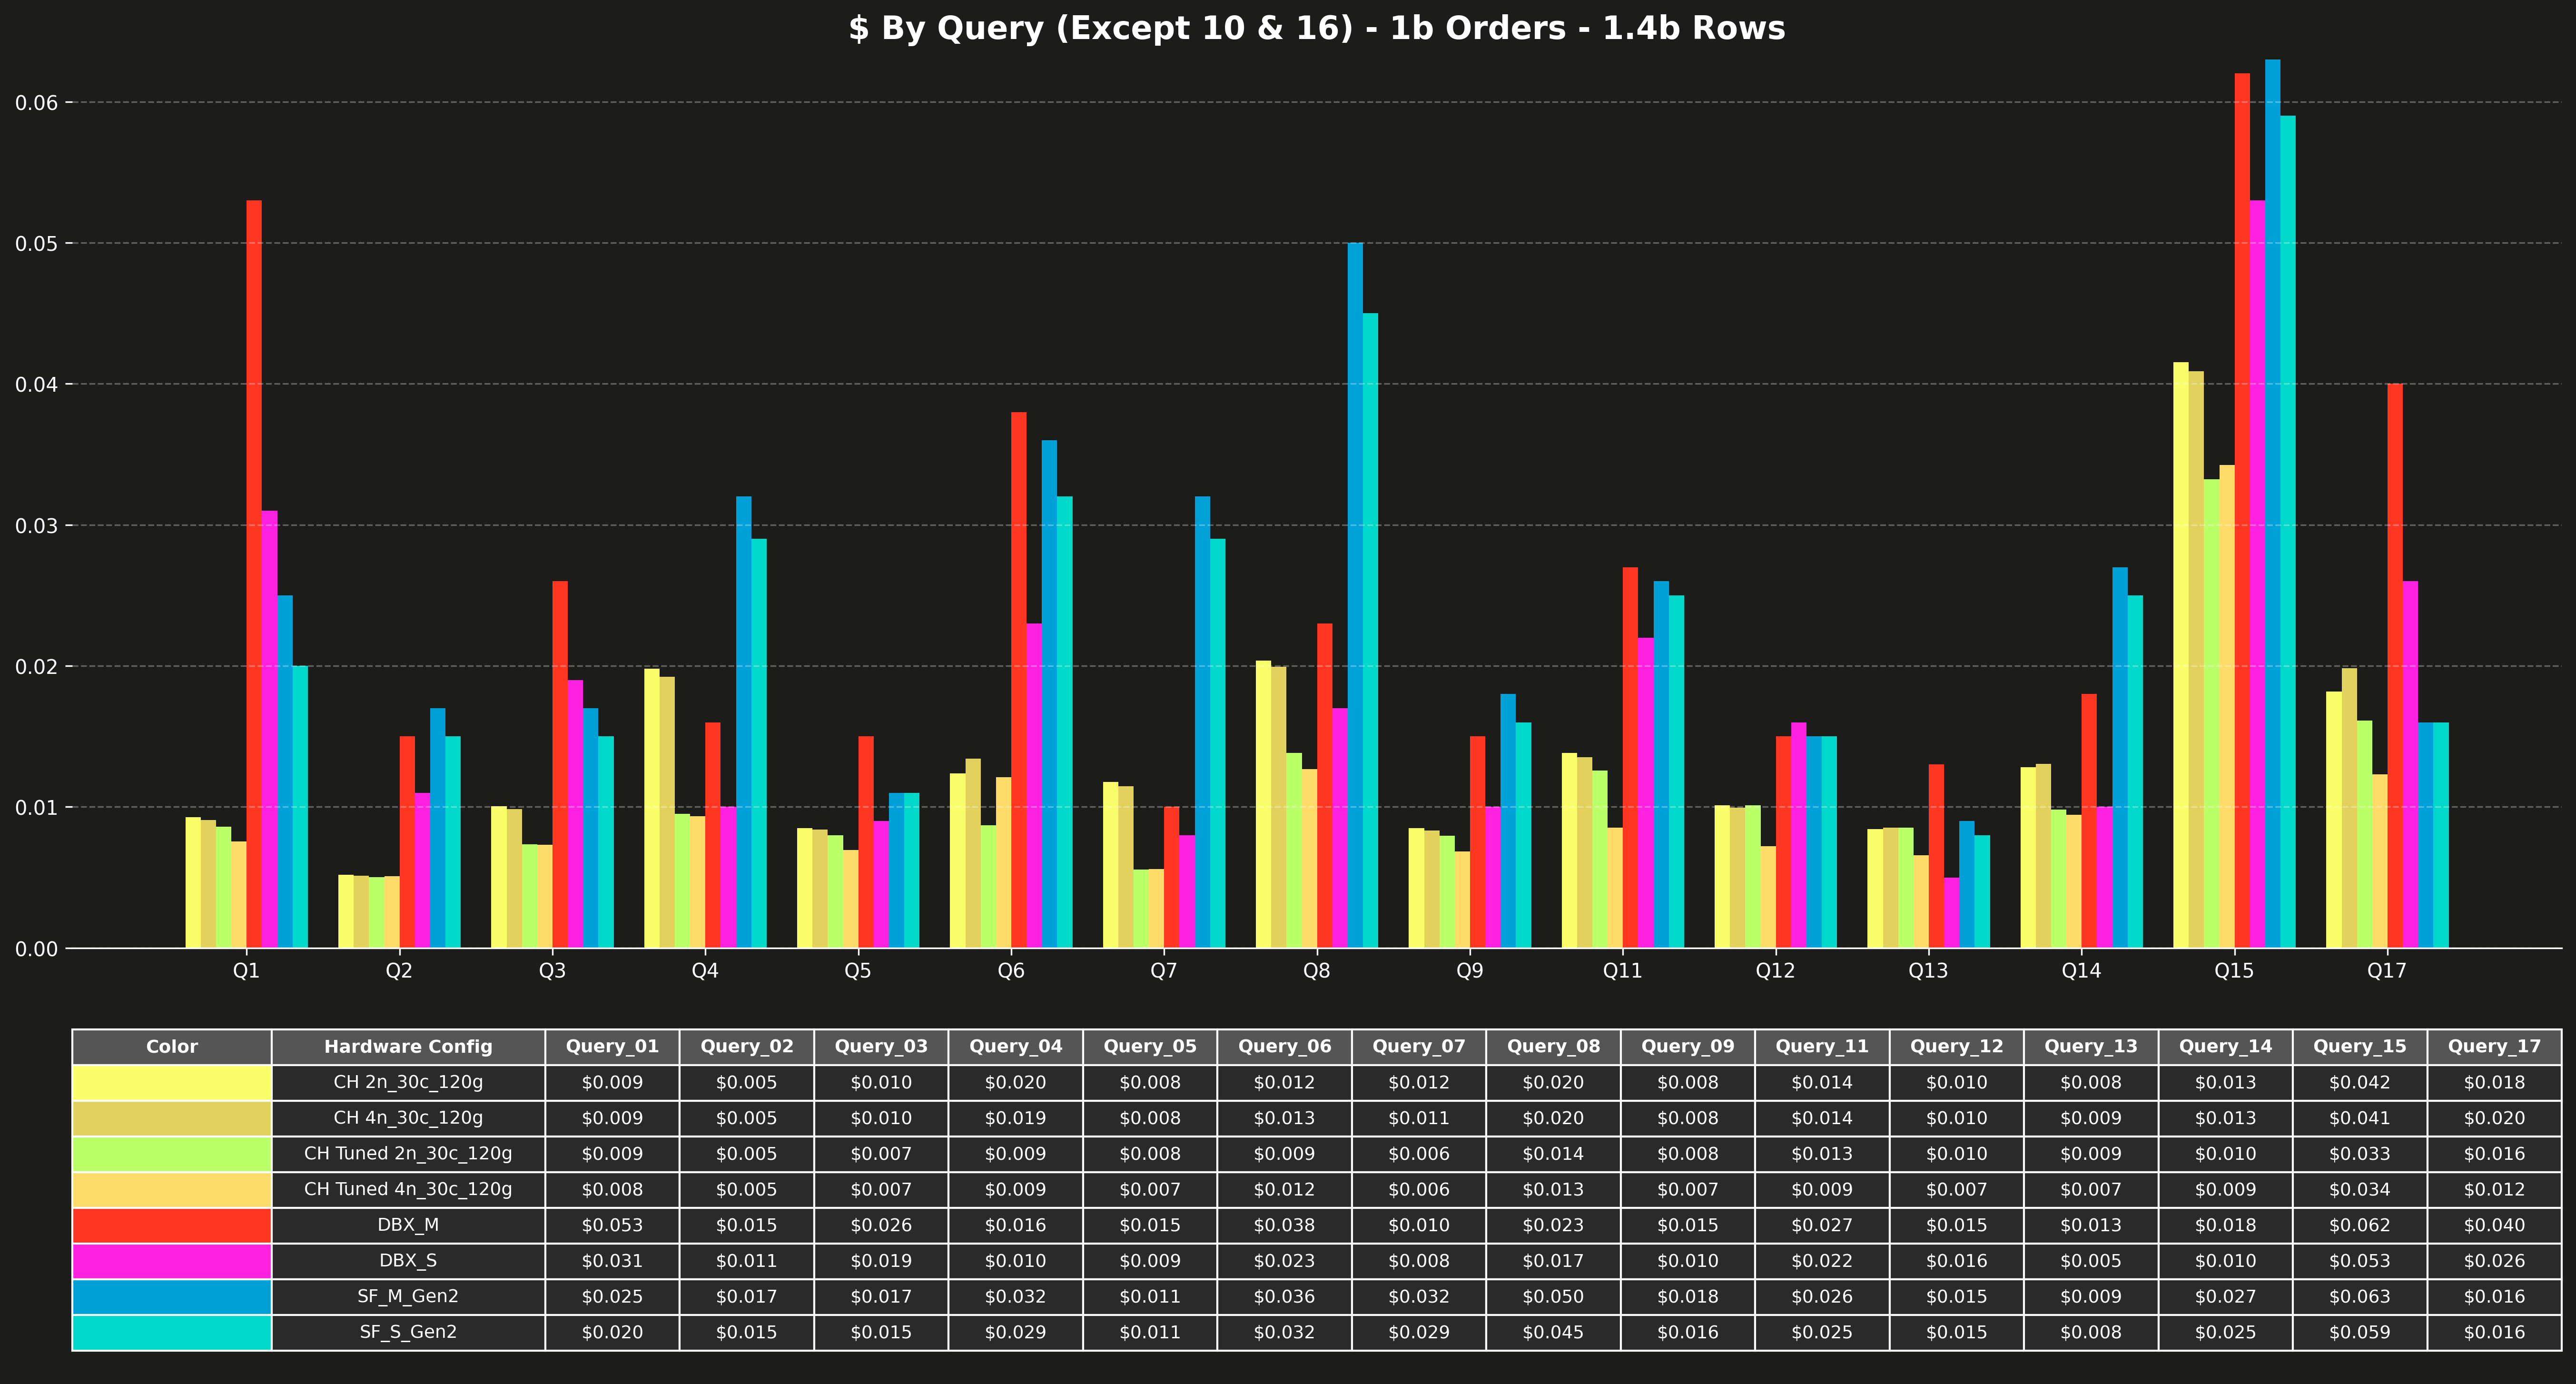 $ By Query (Except 10 & 16) - 1b Orders - 1.4b Rows
0.06
0.05
0.04
0.03
0.02
0.01
0.00
Q1 Q2 Q3 Q4 Q5 Q6 Q7 Q8 Q9 Q11 Q12 Q13 Q14 Q15 Q17
Color Hardware Config Query_01 Query_02 Query_03 Query_04 Query_05 Query_06 Query_07 Query_08 Query_09 Query_11 Query_12 Query_13 Query_14 Query_15 Query_17
CH 2n_30c_120g $0.009 $0.005 $0.010 $0.020 $0.008 $0.012 $0.012 $0.020 $0.008 $0.014 $0.010 $0.008 $0.013 $0.042 $0.018
CH 4n_30c_120g $0.009 $0.005 $0.010 $0.019 $0.008 $0.013 $0.011 $0.020 $0.008 $0.014 $0.010 $0.009 $0.013 $0.041 $0.020
CH Tuned 2n_30c_120g $0.009 $0.005 $0.007 $0.009 $0.008 $0.009 $0.006 $0.014 $0.008 $0.013 $0.010 $0.009 $0.010 $0.033 $0.016
CH Tuned 4n_30c_120g $0.008 $0.005 $0.007 $0.009 $0.007 $0.012 $0.006 $0.013 $0.007 $0.009 $0.007 $0.007 $0.009 $0.034 $0.012
DBX_M $0.053 $0.015 $0.026 $0.016 $0.015 $0.038 $0.010 $0.023 $0.015 $0.027 $0.015 $0.013 $0.018 $0.062 $0.040
DBX_S $0.031 $0.011 $0.019 $0.010 $0.009 $0.023 $0.008 $0.017 $0.010 $0.022 $0.016 $0.005 $0.010 $0.053 $0.026
SF_M_Gen2 $0.025 $0.017 $0.017 $0.032 $0.011 $0.036 $0.032 $0.050 $0.018 $0.026 $0.015 $0.009 $0.027 $0.063 $0.016
SF_S_Gen2 $0.020 $0.015 $0.015 $0.029 $0.011 $0.032 $0.029 $0.045 $0.016 $0.025 $0.015 $0.008 $0.025 $0.059 $0.016